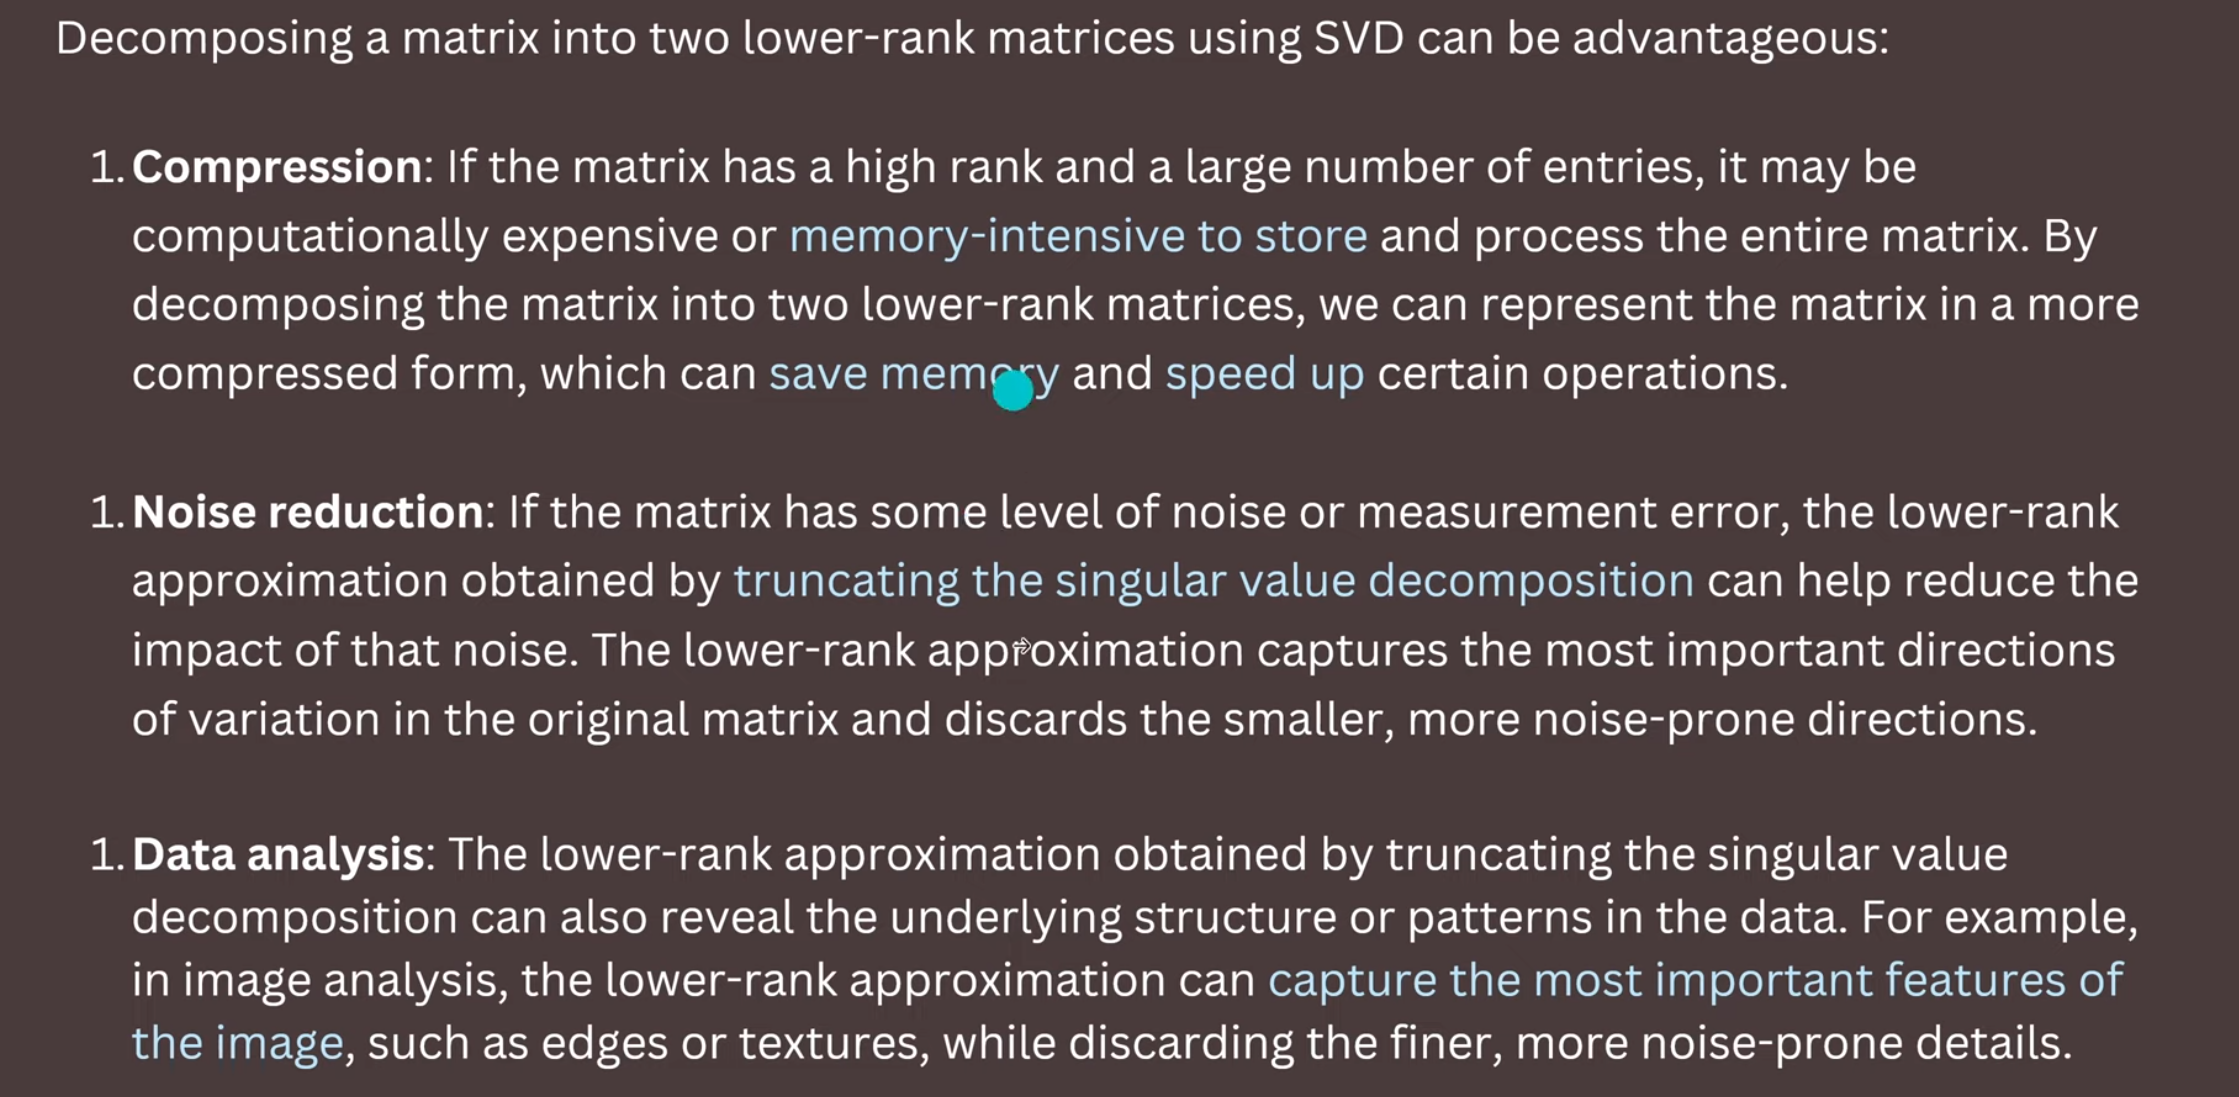 Decomposing a matrix into two lower-rank matrices using SVD can be advantageous:
1. Compression: If the matrix has a high rank and a large number of entries, it may be
computationally expensive or memory-intensive to store and process the entire matrix. By
decomposing the matrix into two lower-rank matrices, we can represent the matrix in a more
compressed form, which can save memory and speed up certain operations.
1. Noise reduction: If the matrix has some level of noise or measurement error, the lower-rank
approximation obtained by truncating the singular value decomposition can help reduce the
impact of that noise. The lower-rank approximation captures the most important directions
of variation in the original matrix and discards the smaller, more noise-prone directions.
1. Data analysis: The lower-rank approximation obtained by truncating the singular value
decomposition can also reveal the underlying structure or patterns in the data. For example,
in image analysis, the lower-rank approximation can capture the most important features of
the image, such as edges or textures, while discarding the finer, more noise-prone details.